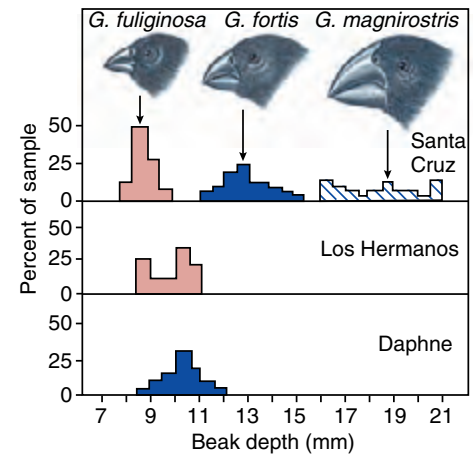 G. fuliginosa G. fortis G. magnirostris
Percent of sample
50
25
0
Santa
Cruz
50
25
0
Los Hermanos
50
25
0
Daphne
7 9 11 13 15 17 19 21
Beak depth (mm)